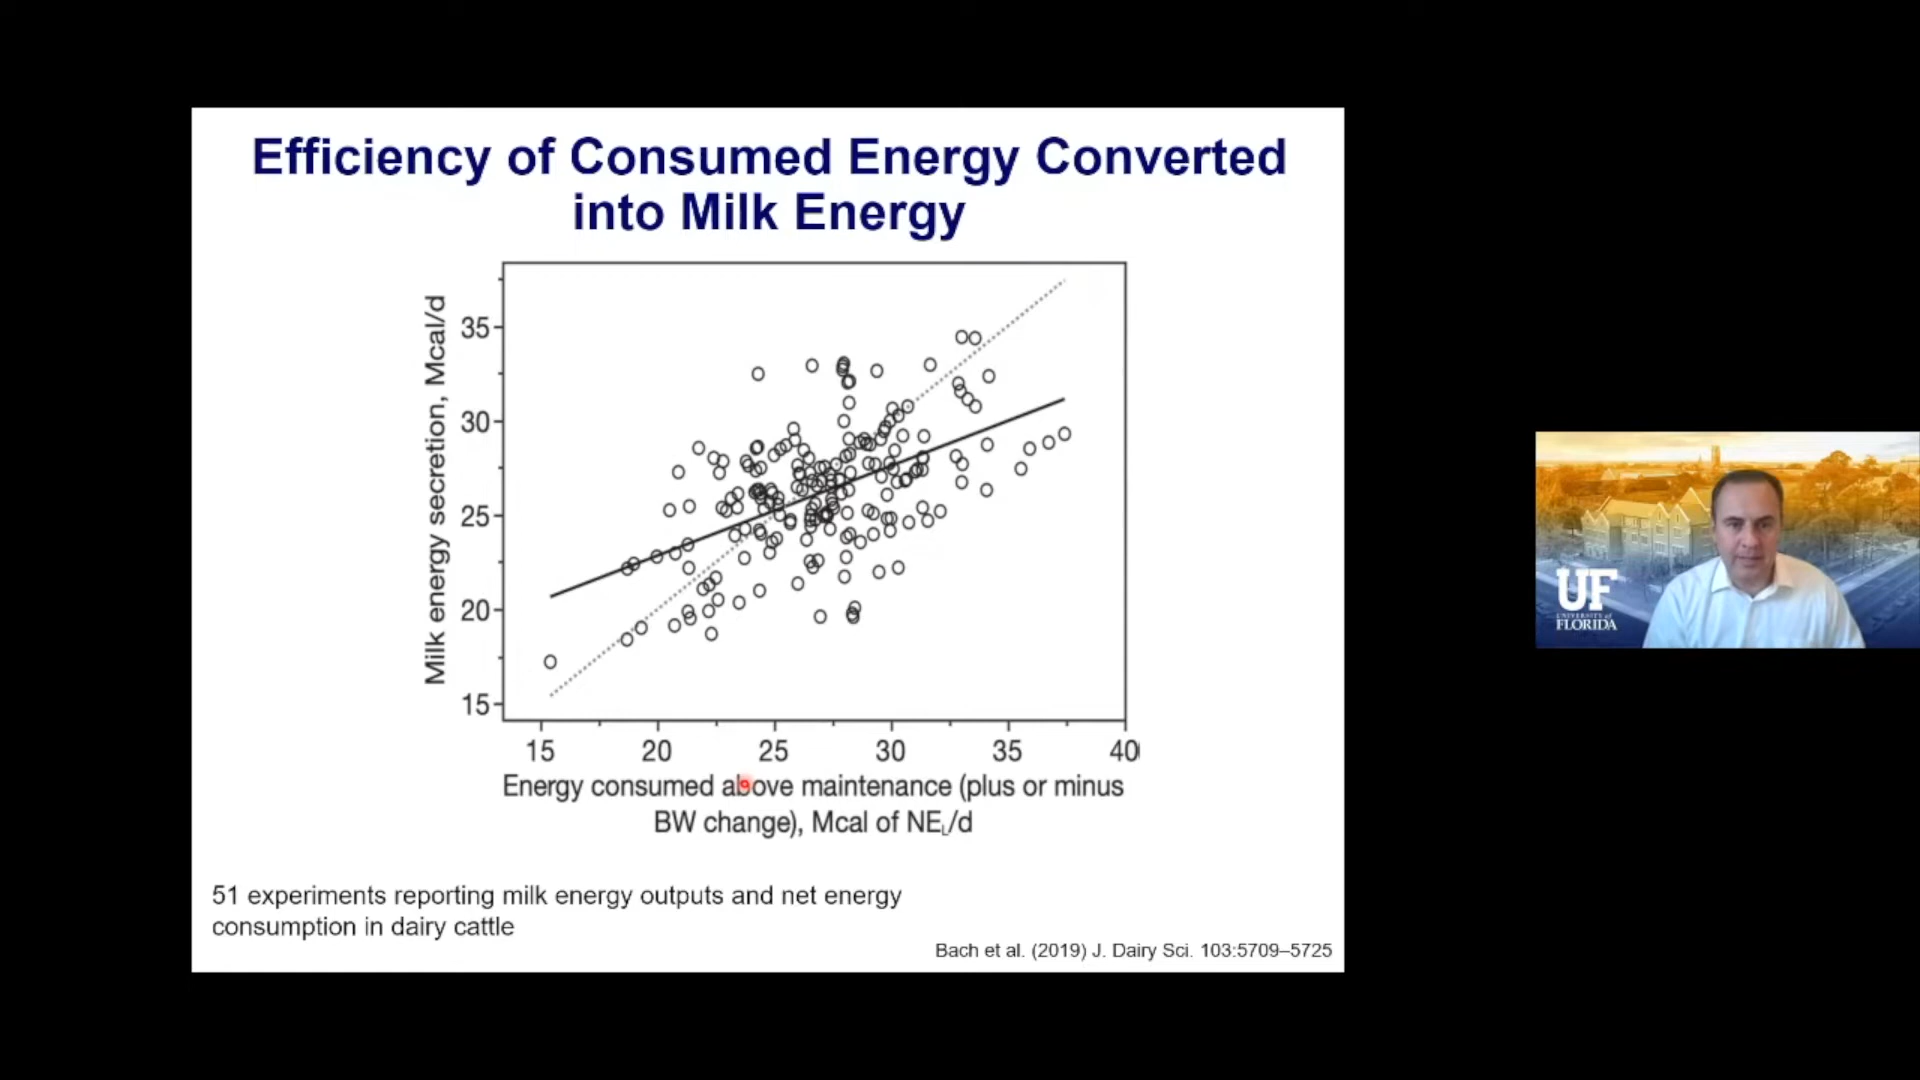 Efficiency of Consumed Energy Converted
into Milk Energy
Milk energy secretion, Mcal/d
35
30
25
20
15
15 20 25 30 35 40
Energy consumed above maintenance (plus or minus
BW change), Mcal of NEL/d
51 experiments reporting milk energy outputs and net energy
consumption in dairy cattle
Bach et al. (2019) J. Dairy Sci. 103:5709–5725
UF
UNIVERSITY of
FLORIDA